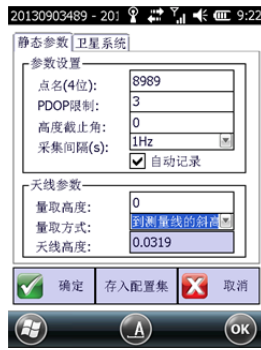 20130903489 - 201 9:22
静态参数 卫星系统
参数设置
点名(4位): 8989
PDOP限制: 3
高度截止角: 0
采集间隔(s): 1Hz
自动记录
天线参数
量取高度: 0
量取方式: 到测量线的斜高
天线高度: 0.0319
确定 存入配置集 取消
A OK